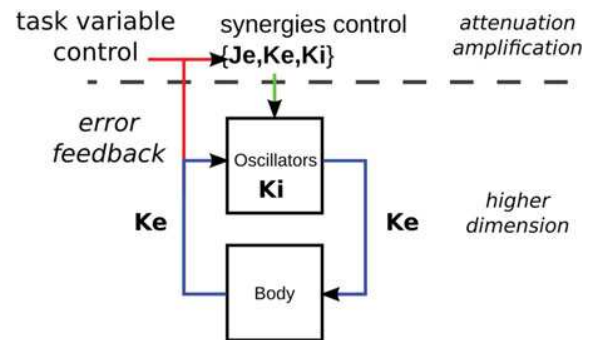 task variable
control
synergies control
{Je,Ke,Ki}
attenuation
amplification
error
feedback
Oscillators
Ki
higher
dimension
Ke
Ke
Body